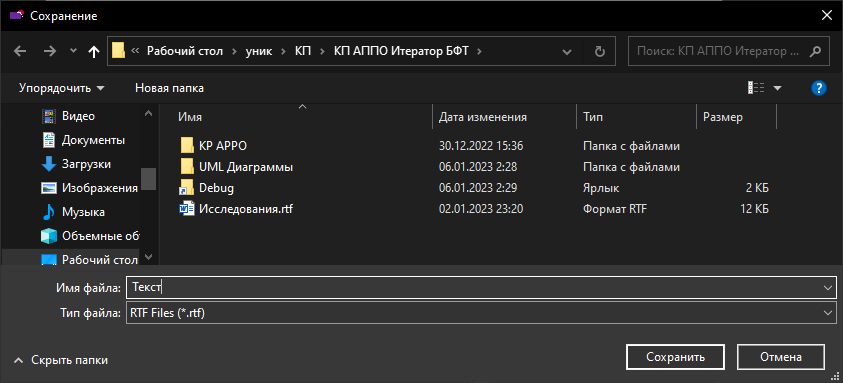 Сохранение
« Рабочий стол › уник › КП › КП АППО Итератор БФТ ›
Поиск: КП АППО Итератор ...
Упорядочить Новая папка
Имя Дата изменения Тип Размер
Видео
Документы
Загрузки
Изображения
Музыка
Объемные об
Рабочий стол
KP APPO 30.12.2022 15:36 Папка с файлами
UML Диаграммы 06.01.2023 2:28 Папка с файлами
Debug 06.01.2023 2:29 Ярлык 2 КБ
Исследования.rtf 02.01.2023 23:20 Формат RTF 12 КБ
Имя файла: Текст
Тип файла: RTF Files (*.rtf)
Скрыть папки Сохранить Отмена